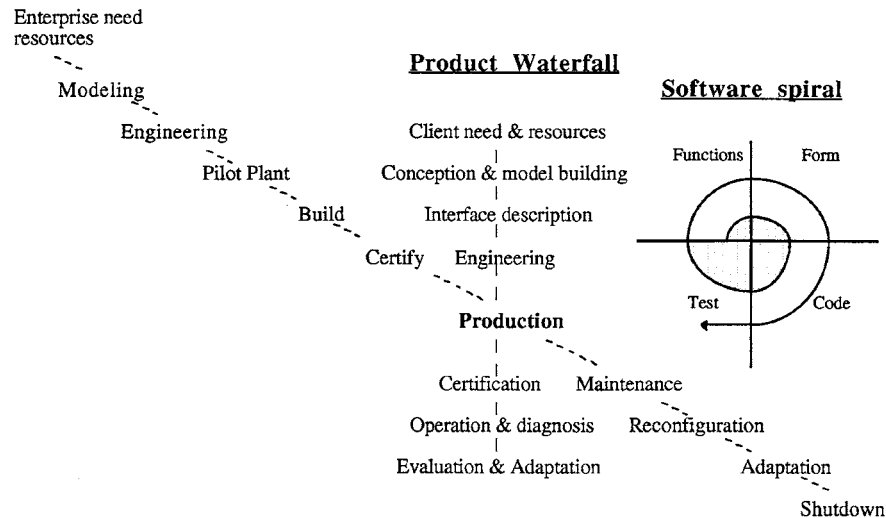 Enterprise need
resources
Modeling
Engineering
Pilot Plant
Build
Certify
Product Waterfall
Client need & resources
Conception & model building
Interface description
Engineering
Production
Certification
Operation & diagnosis
Evaluation & Adaptation
Maintenance
Reconfiguration
Adaptation
Shutdown
Software spiral
Functions
Form
Test
Code